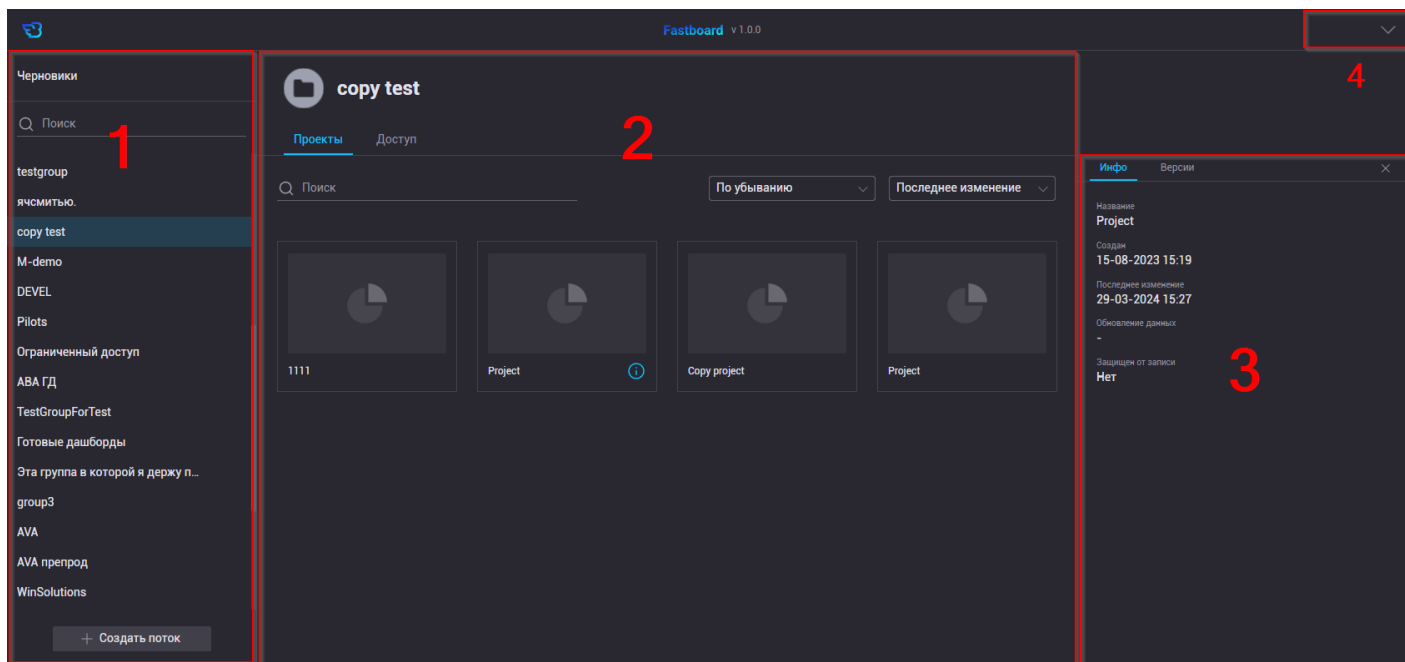 Fastboard v 1.0.0
4
Черновики
Поиск
1
testgroup
ячсмитью.
copy test
M-demo
DEVEL
Pilots
Ограниченный доступ
АВА ГД
TestGroupForTest
Готовые дашборды
Эта группа в которой я держу п...
group3
AVA
AVA препрод
WinSolutions
+ Создать поток
copy test
2
Проекты Доступ
Поиск
По убыванию
Последнее изменение
1111
Project
Copy project
Project
Инфо Версии
Название
Project
Создан
15-08-2023 15:19
Последнее изменение
29-03-2024 15:27
Обновление данных
-
Защищен от записи
Нет
3